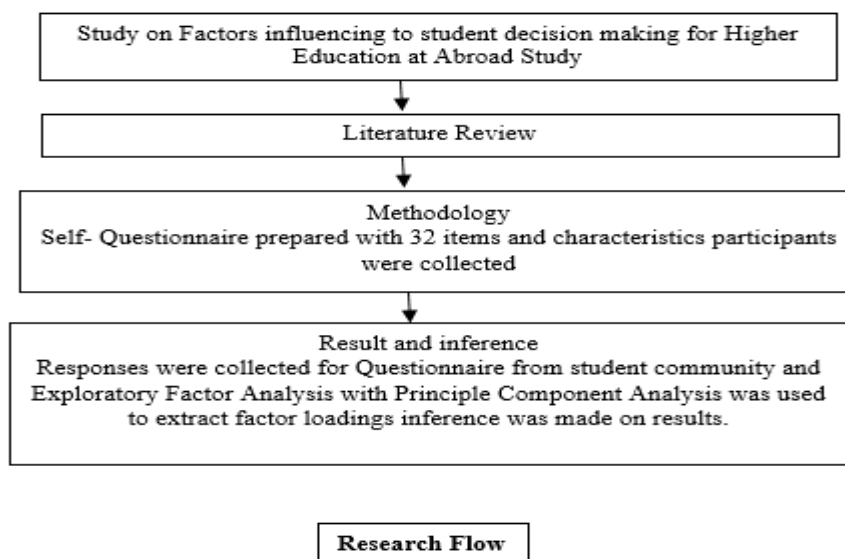 Study on Factors influencing to student decision making for Higher
Education at Abroad Study
Literature Review
Methodology
Self- Questionnaire prepared with 32 items and characteristics participants
were collected
Result and inference
Responses were collected for Questionnaire from student community and
Exploratory Factor Analysis with Principle Component Analysis was used
to extract factor loadings inference was made on results.
Research Flow